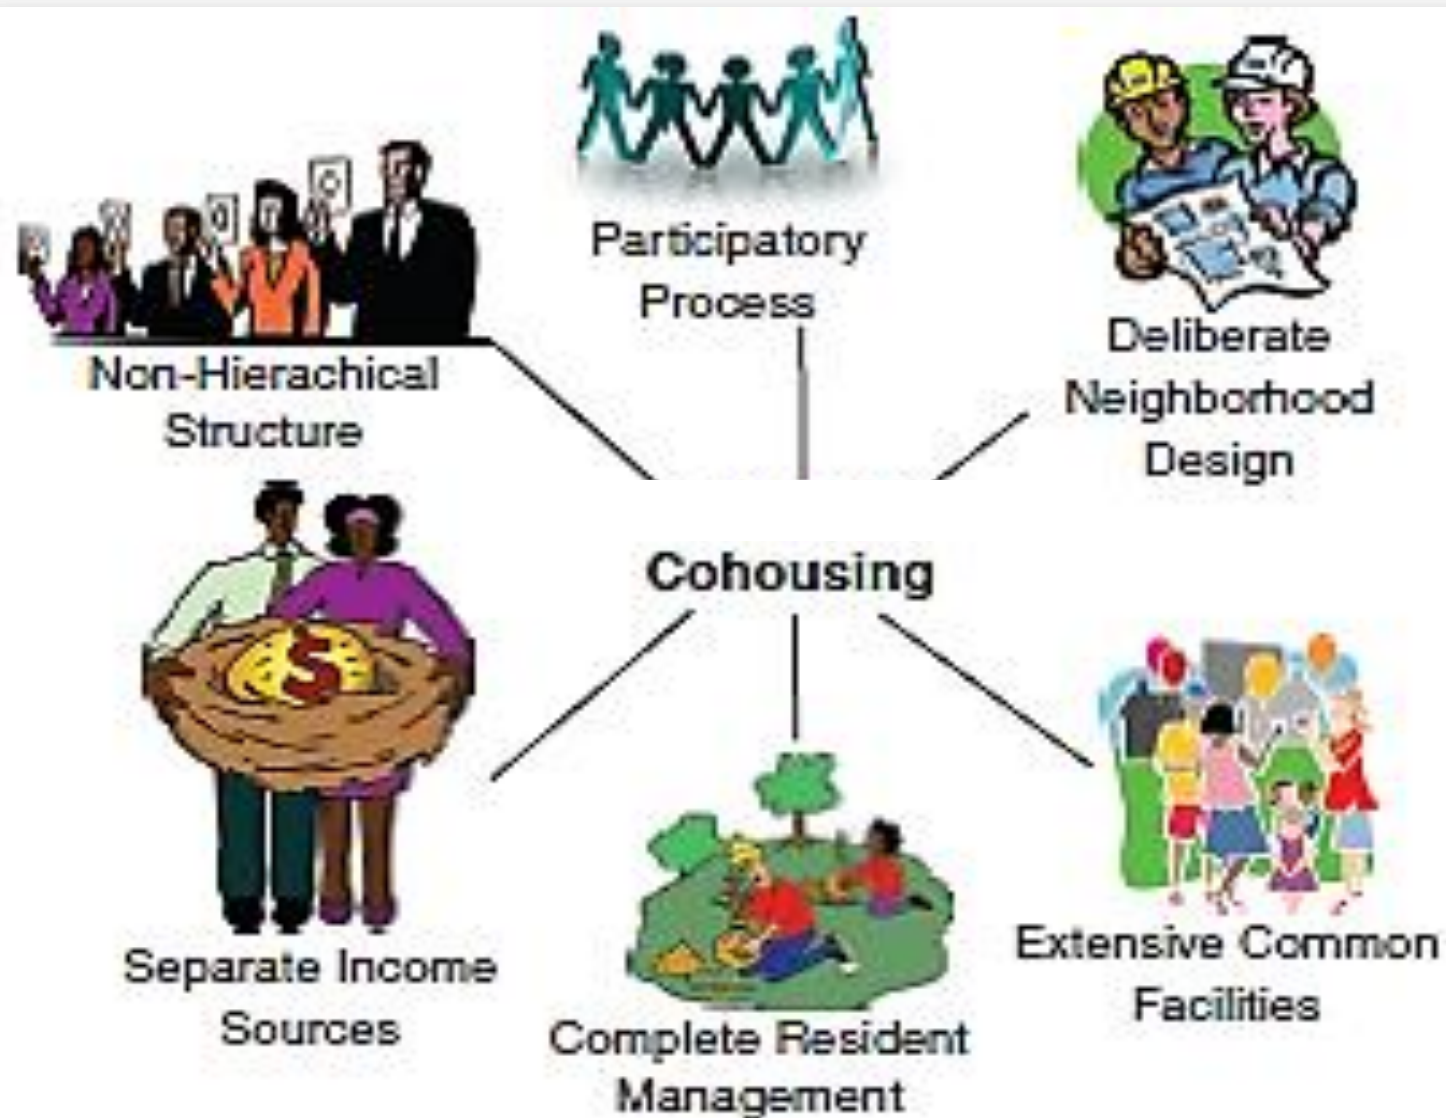 Participatory
Process
Non-Hierachical
Structure
Deliberate
Neighborhood
Design
Cohousing
Separate Income
Sources
Complete Resident
Management
Extensive Common
Facilities